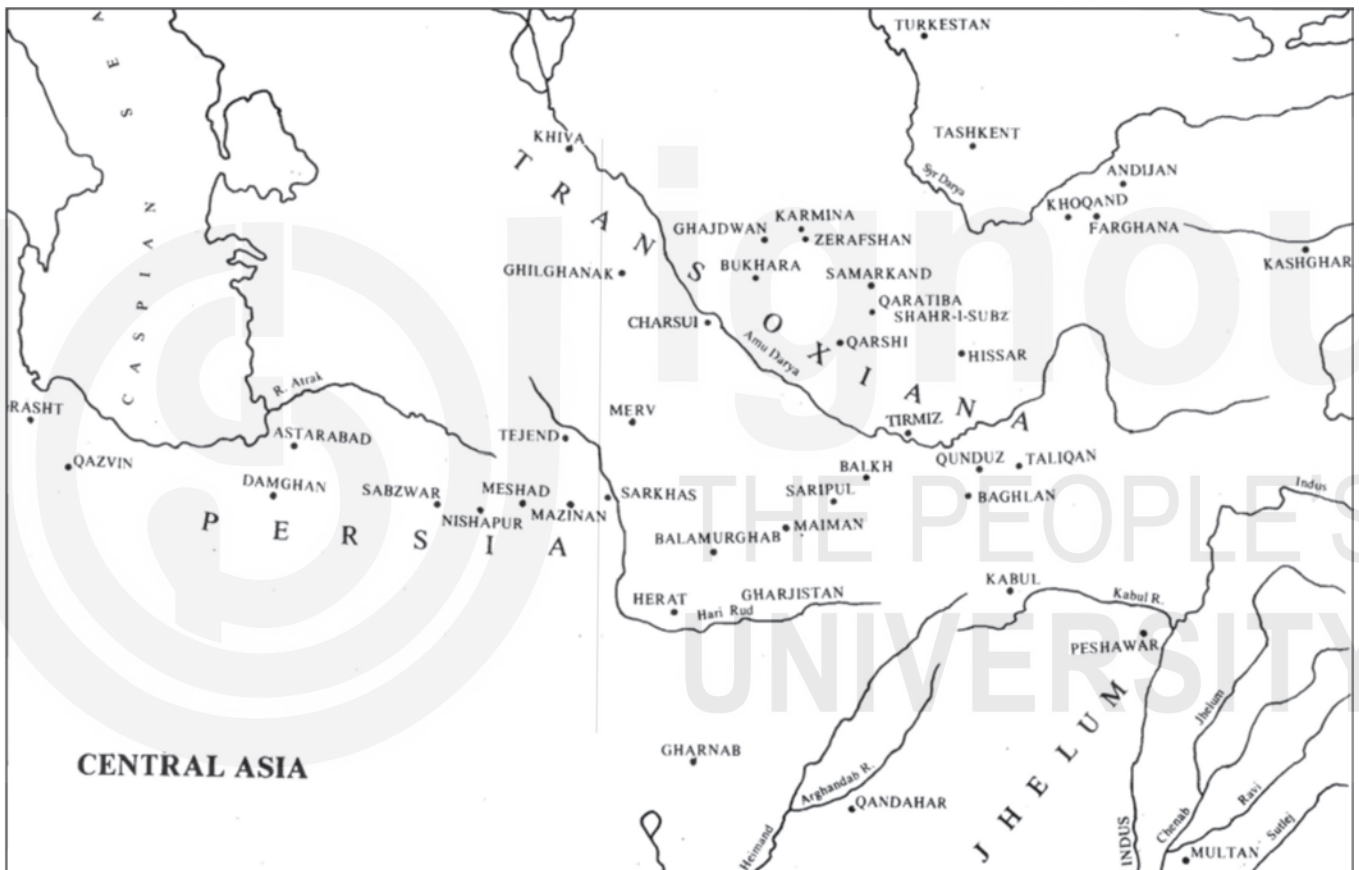 TURKESTAN
CASPIAN SEA
KHIVA
TASHKENT
Syr Darya
ANDIJAN
KHOQAND
FARGHANA
KASHGHAR
TRANSOXIANA
KARMINA
GHAJDWAN
ZERAFSHAN
BUKHARA
SAMARKAND
GHILGHANAK
QARATIBA
SHAHR-I-SUBZ
CHARSUI
Amu Darya
QARSHI
HISSAR
R. Atrak
RASHT
MERV
TIRMIZ
ASTARABAD
TEJEND
QAZVIN
BALKH
QUNDUZ
TALIQAN
DAMGHAN
SABZWAR
MESHAD
SARKHAS
SARIPUL
BAGHLAN
Indus
NISHAPUR
MAZINAN
PERSIA
MAIMAN
BALAMURGHAB
KABUL
Kabul R.
HERAT
Hari Rud
GHARJISTAN
PESHAWAR
JHELUM
Jhelum
GHARNAB
CENTRAL ASIA
Arghandab R.
QANDAHAR
Heimand
INDUS
Chenab
Ravi
Sutlej
MULTAN
ignou
THE PEOPLE'S
UNIVERSITY